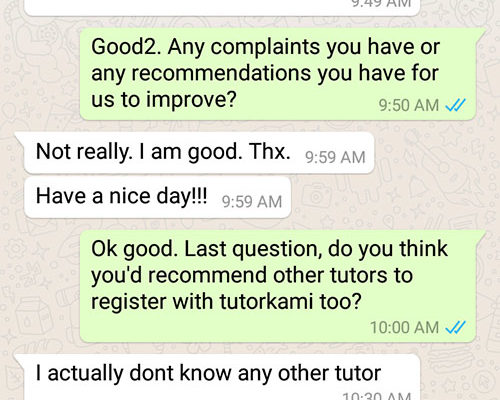 9:49 AM
Good2. Any complaints you have or
any recommendations you have for
us to improve?
9:50 AM
Not really. I am good. Thx.
9:59 AM
Have a nice day!!!
9:59 AM
Ok good. Last question, do you think
you'd recommend other tutors to
register with tutorkami too?
10:00 AM
I actually dont know any other tutor
10:30 AM